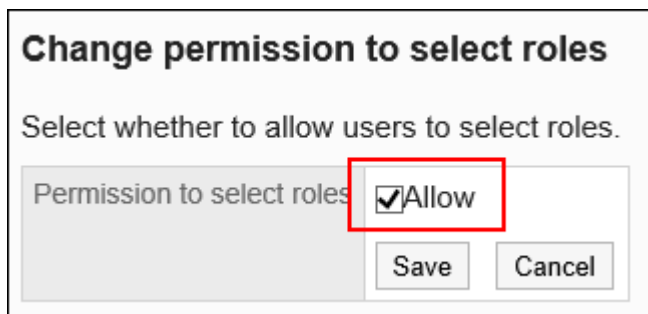 Change permission to select roles
Select whether to allow users to select roles.
Permission to select roles
Allow
Save Cancel